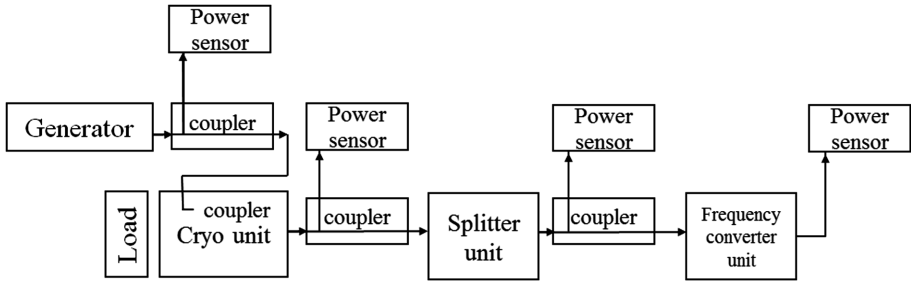 Power
sensor
Generator
coupler
Power
sensor
Power
sensor
Power
sensor
Load
coupler
Cryo unit
coupler
Splitter
unit
coupler
Frequency
converter
unit